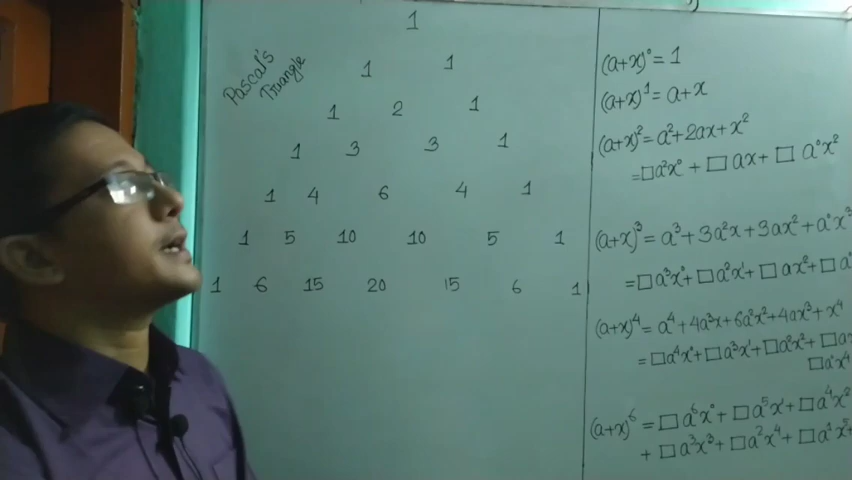 Pascal's
Triangle
1
1 1
1 2 1
1 3 3 1
1 4 6 4 1
1 5 10 10 5 1
1 6 15 20 15 6 1
(a+x)⁰ = 1
(a+x)¹ = a+x
(a+x)² = a²+2ax+x²
= □a²x⁰ + □ ax + □ a⁰x²
(a+x)³ = a³+3a²x+3ax²+a⁰x³
= □a³x⁰+□a²x¹+□ax²+□a⁰
(a+x)⁴ = a⁴+4a³x+6a²x²+4ax³+x⁴
= □a⁴x⁰+□a³x¹+□a²x²+□a
□a⁰x⁴
(a+x)⁶ = □a⁶x⁰+□a⁵x¹+□a⁴x²
+□a³x³+□a²x⁴+□a¹x⁵+